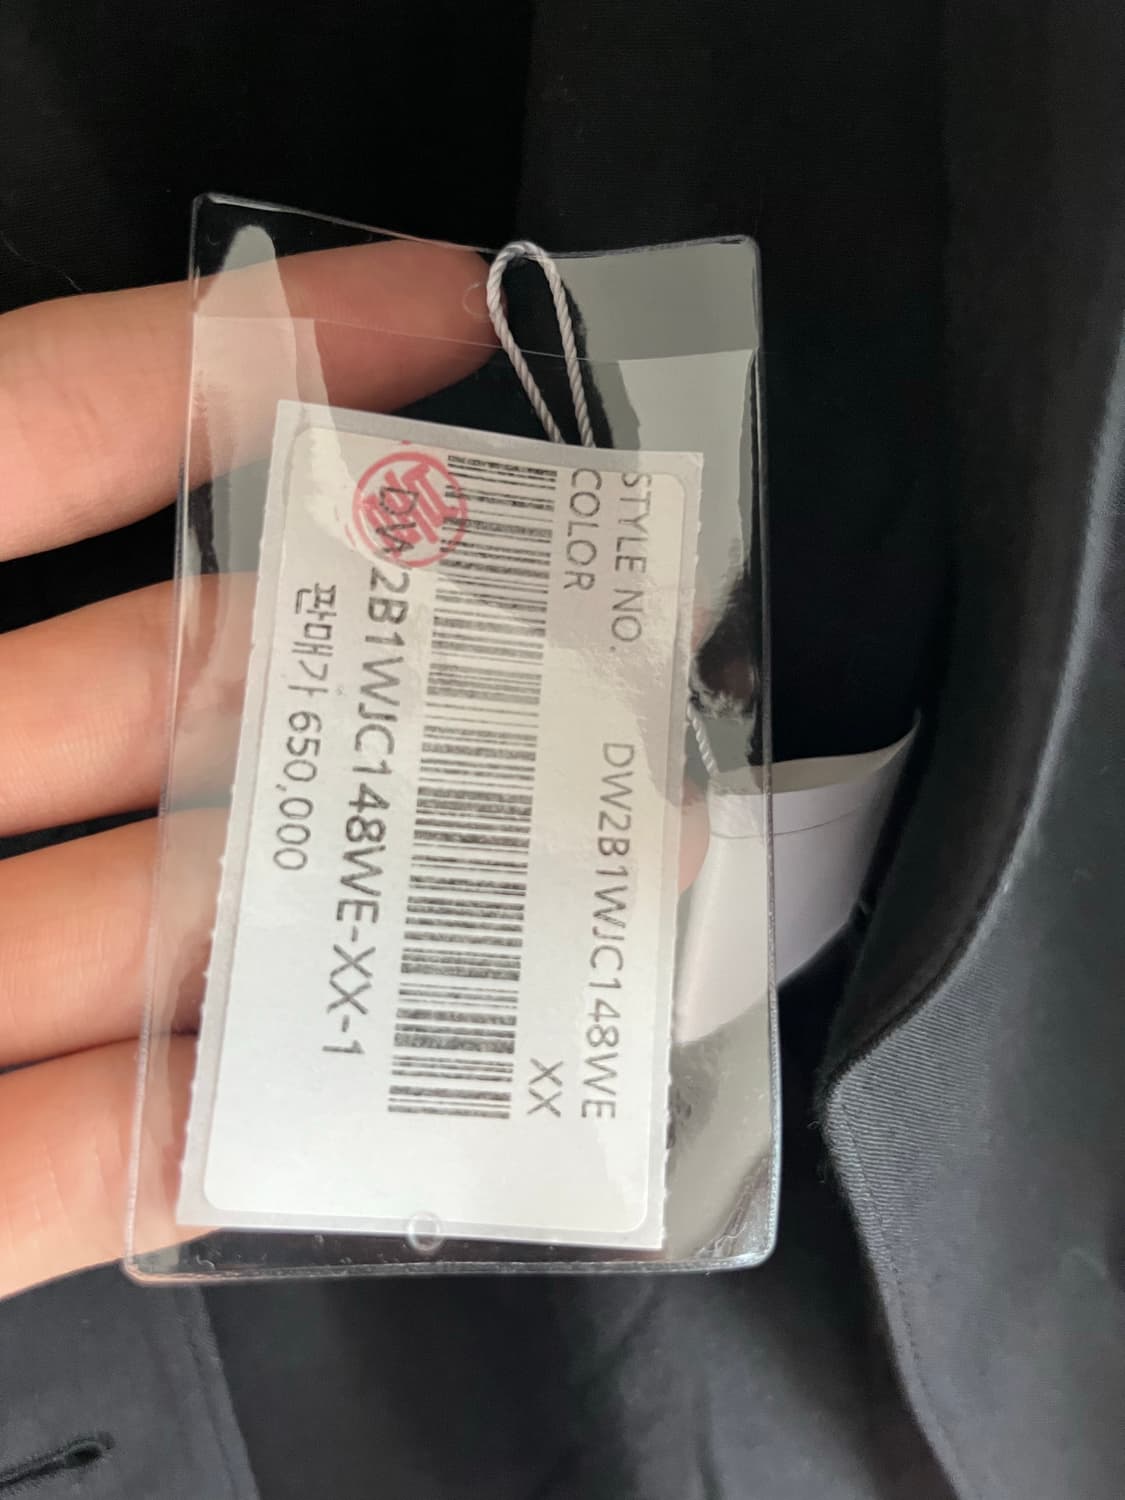 STYLE NO. DW2B1WJC148WE
COLOR XX
DW2B1WJC148WE-XX-1
판매가 650,000